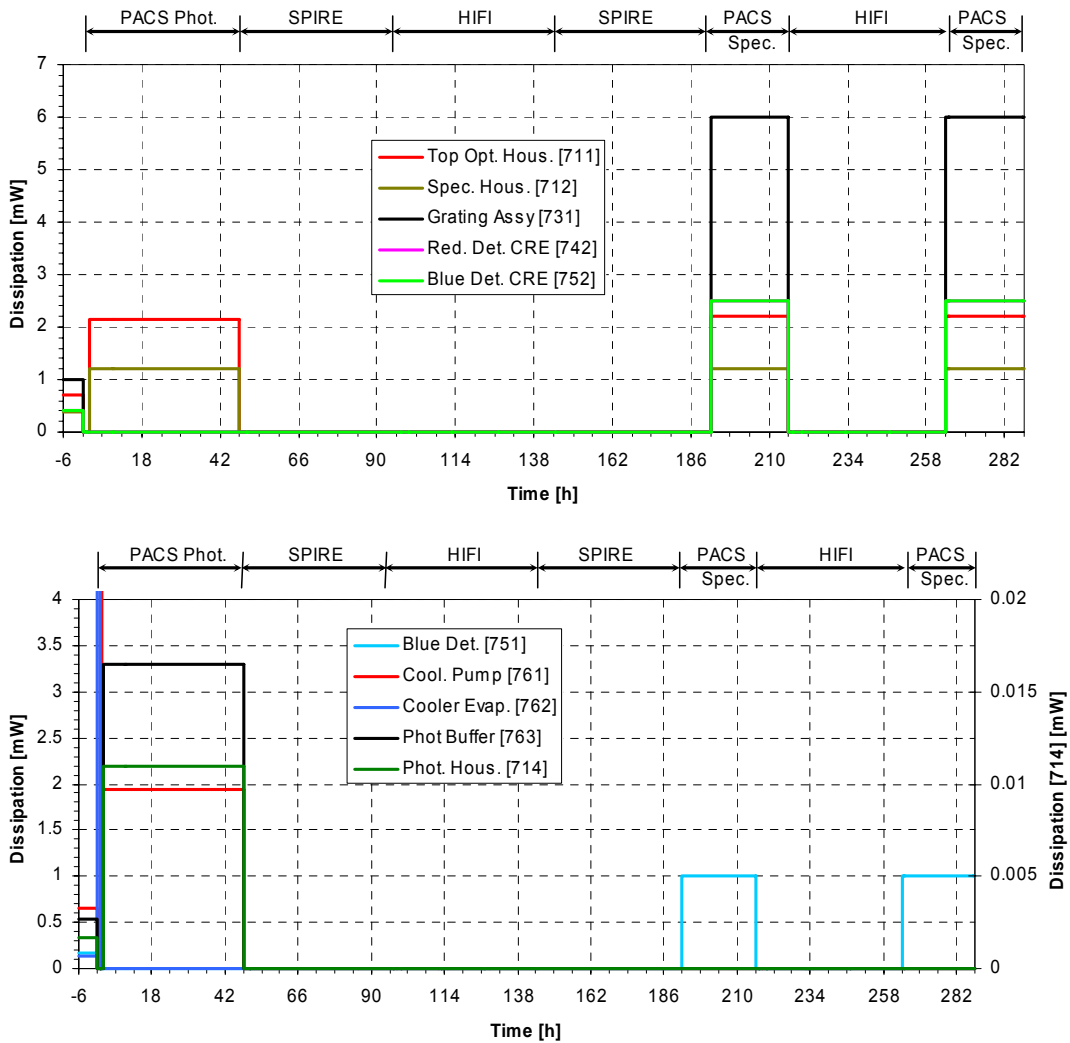 PACS Phot. SPIRE HIFI SPIRE PACS HIFI PACS
Spec. Spec.
7
6
5
4
3
2
1
0
Dissipation [mW]
Top Opt. Hous. [711]
Spec. Hous. [712]
Grating Assy [731]
Red. Det. CRE [742]
Blue Det. CRE [752]
-6 18 42 66 90 114 138 162 186 210 234 258 282
Time [h]
PACS Phot. SPIRE HIFI SPIRE PACS HIFI PACS
Spec. Spec.
4
3.5
3
2.5
2
1.5
1
0.5
0
Dissipation [mW]
Blue Det. [751]
Cool. Pump [761]
Cooler Evap. [762]
Phot Buffer [763]
Phot. Hous. [714]
0.02
0.015
0.01
0.005
0
Dissipation [714] [mW]
-6 18 42 66 90 114 138 162 186 210 234 258 282
Time [h]